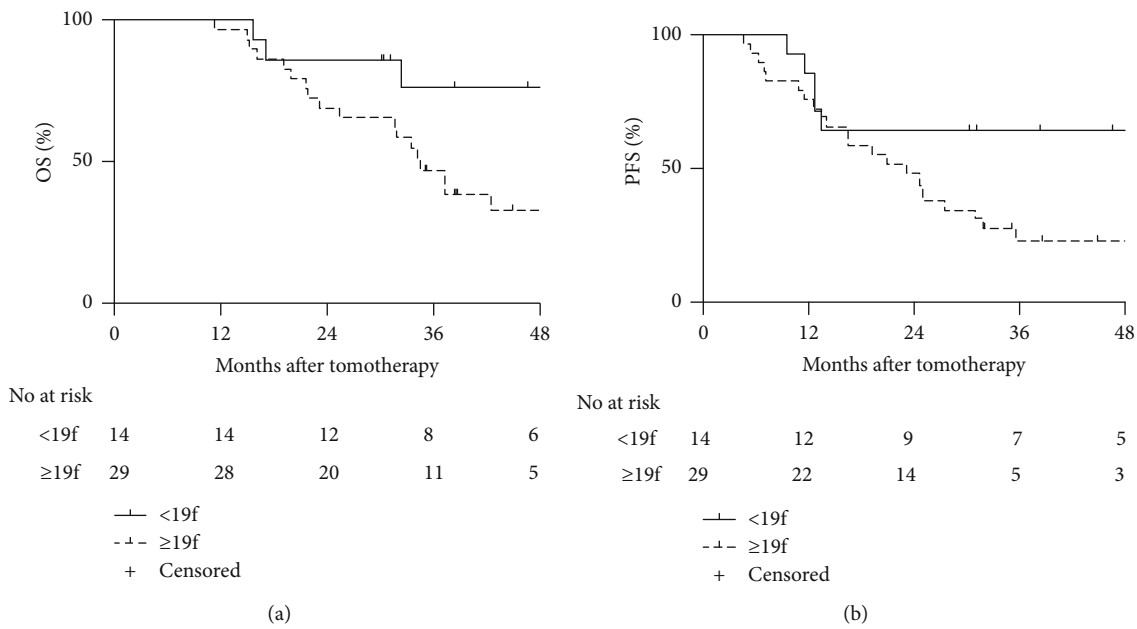 100
50
0
OS (%)
0 12 24 36 48
Months after tomotherapy
No at risk
<19f 14 14 12 8 6
≥19f 29 28 20 11 5
<19f
≥19f
+ Censored
(a)
100
50
0
PFS (%)
0 12 24 36 48
Months after tomotherapy
No at risk
<19f 14 12 9 7 5
≥19f 29 22 14 5 3
<19f
≥19f
+ Censored
(b)